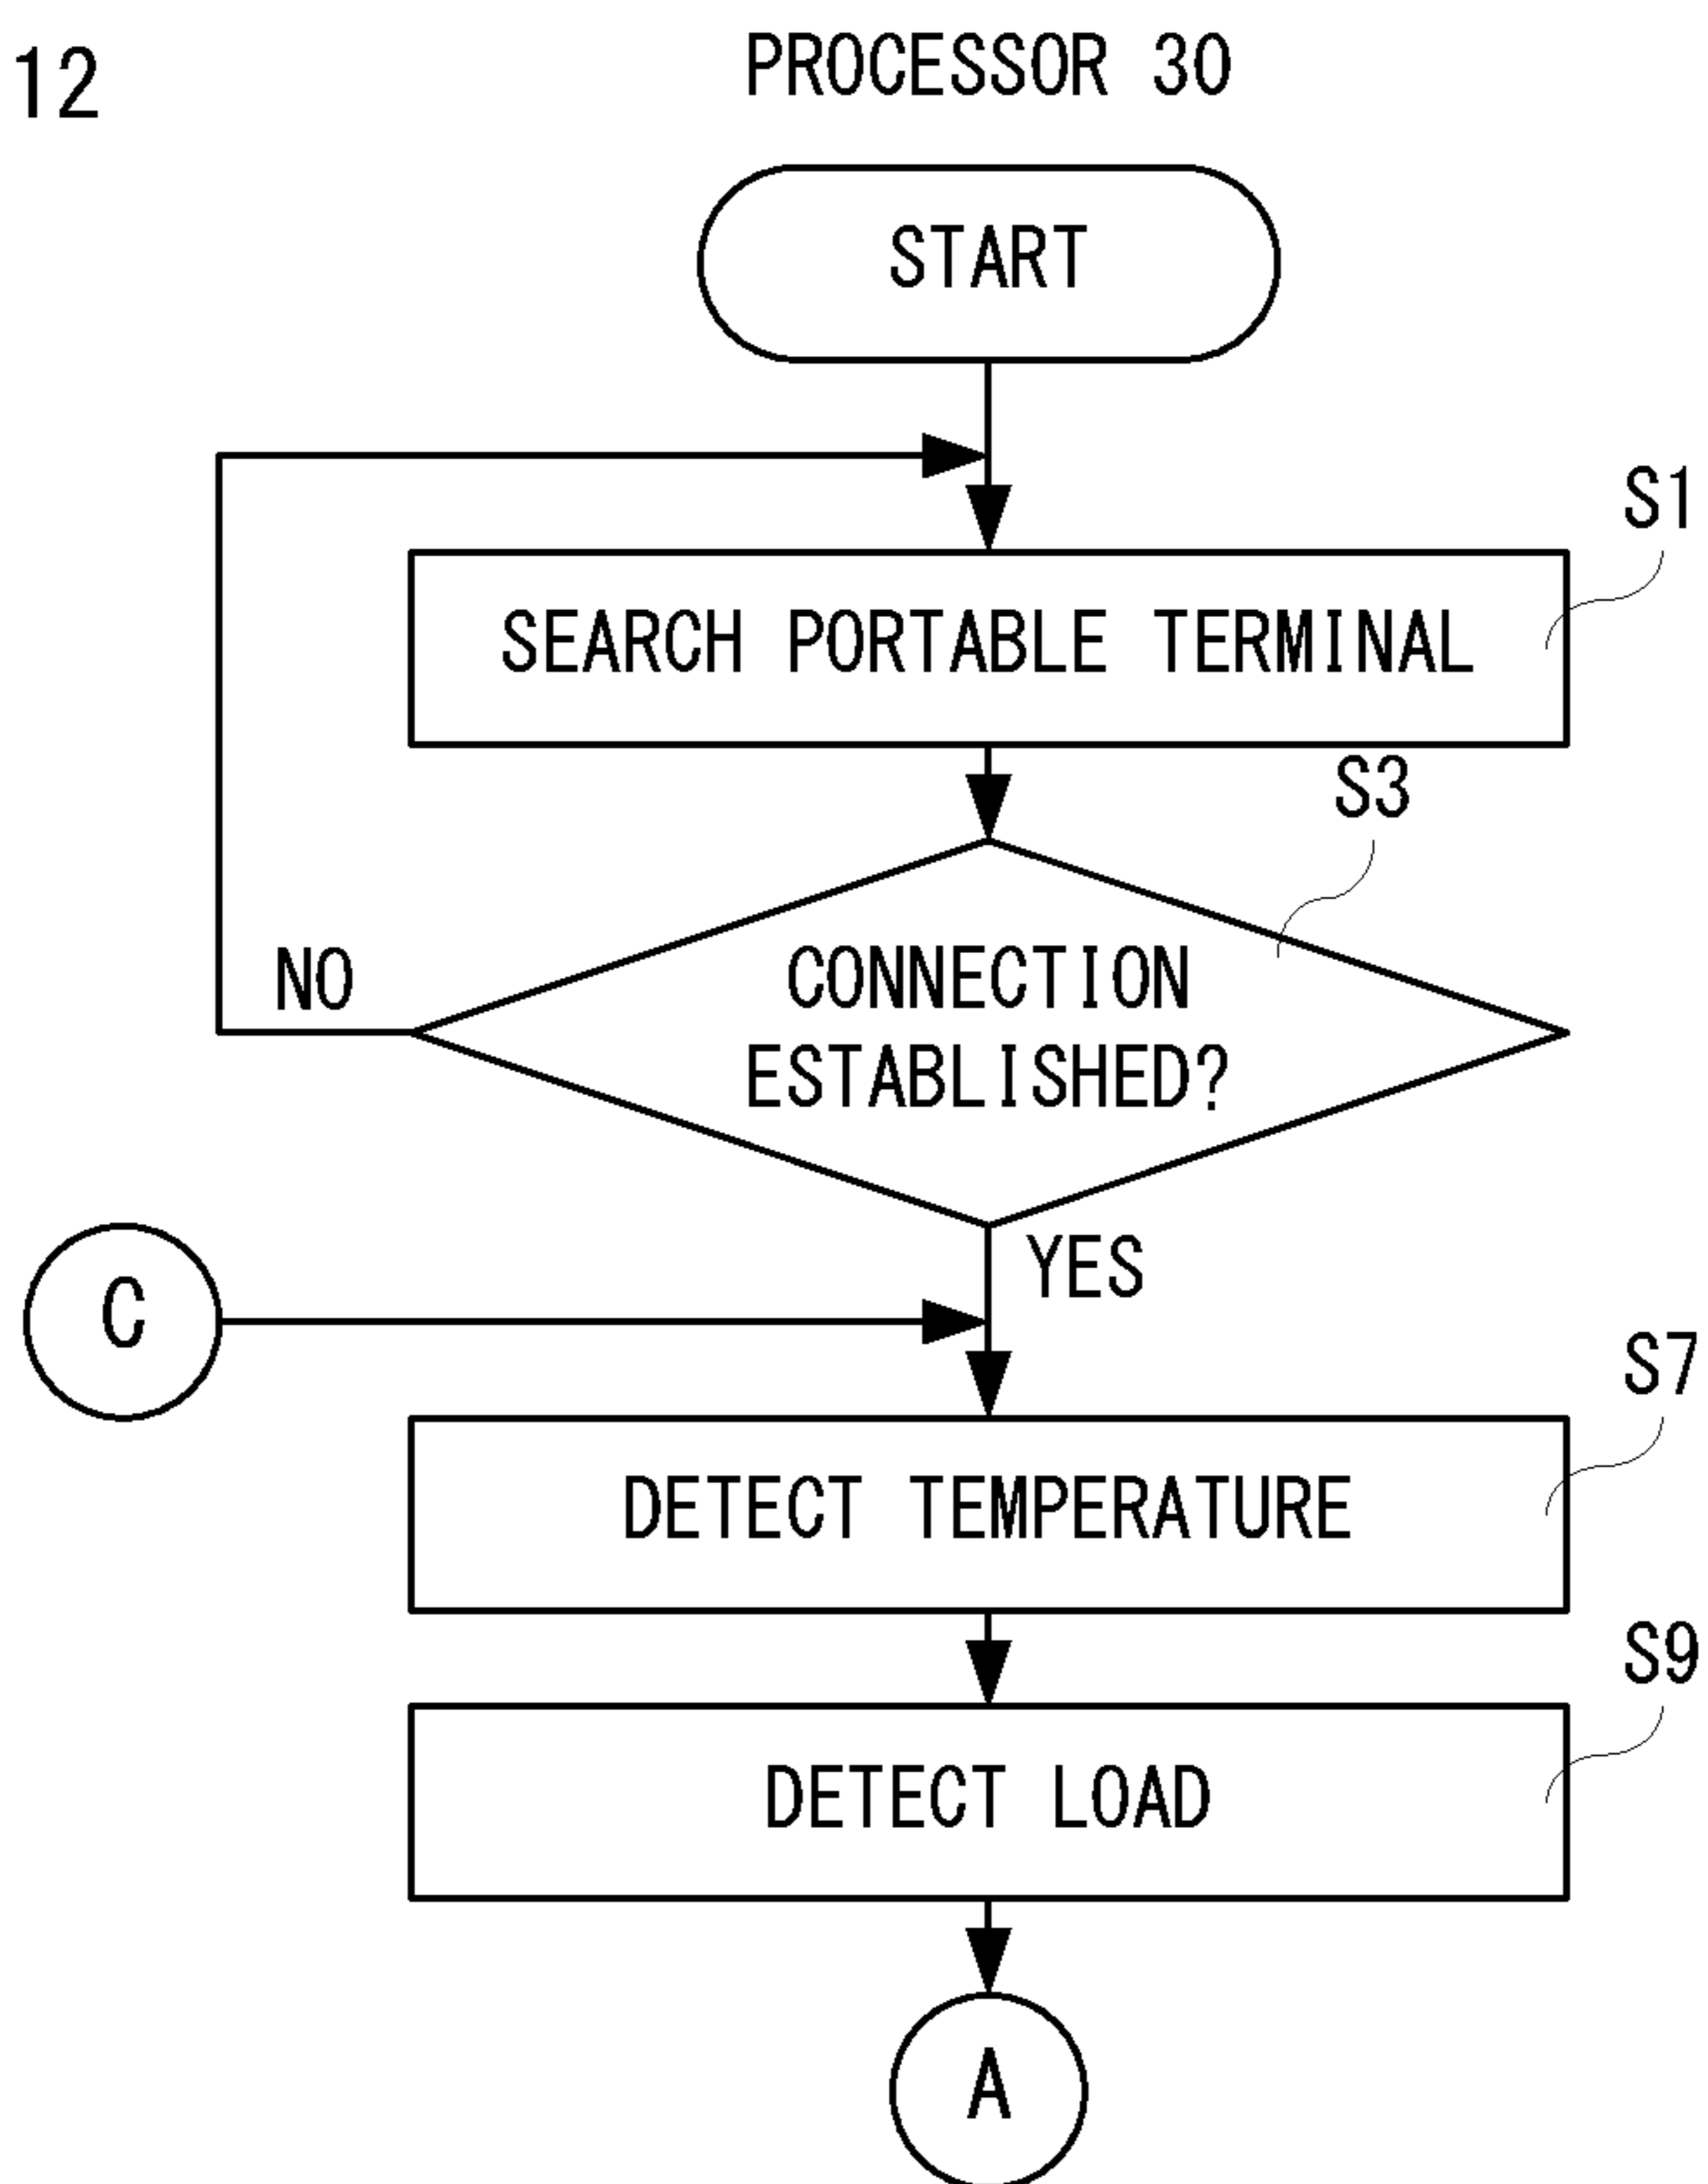 12
PROCESSOR 30
START
S1
SEARCH PORTABLE TERMINAL
S3
CONNECTION
ESTABLISHED?
NO
YES
C
S7
DETECT TEMPERATURE
S9
DETECT LOAD
A